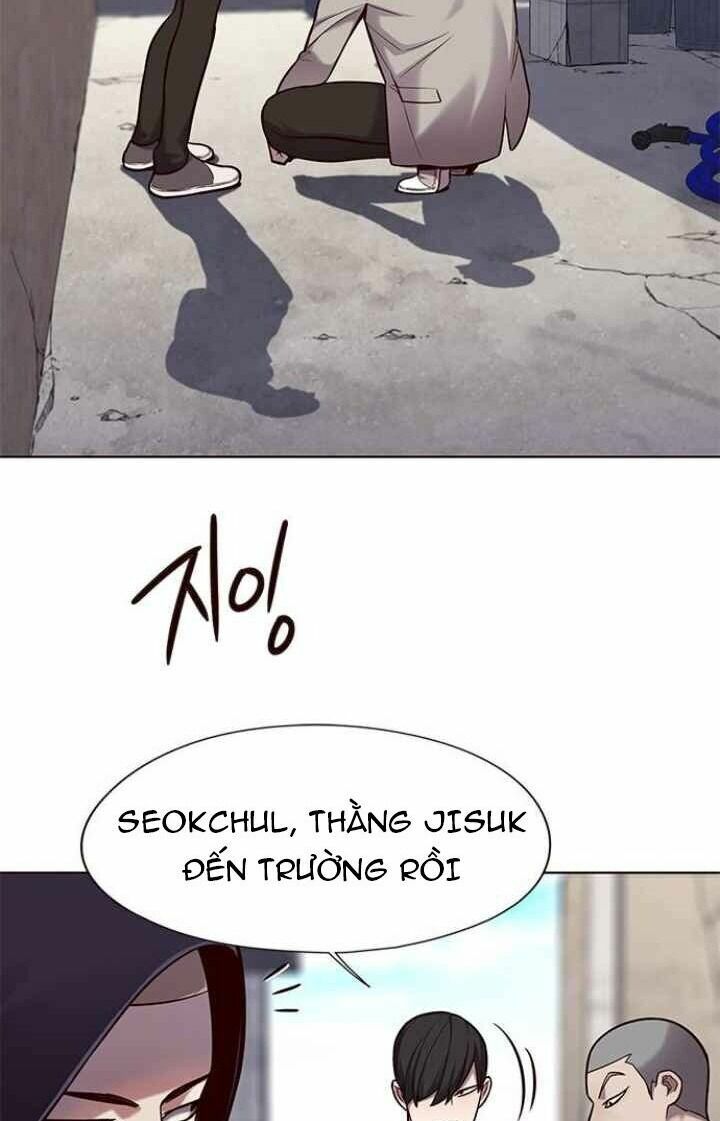 지잉
SEOKCHUL, THẰNG JISUK
ĐẾN TRƯỜNG RỒI